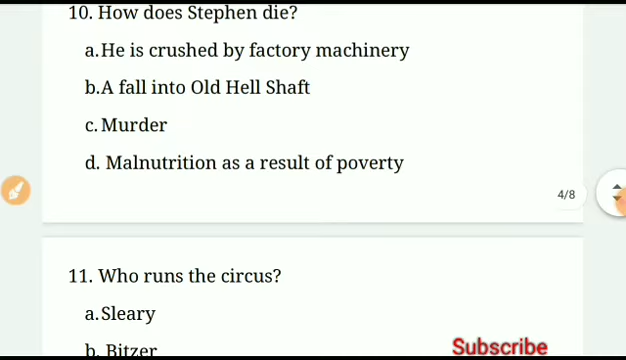 10. How does Stephen die?
a.He is crushed by factory machinery
b.A fall into Old Hell Shaft
c. Murder
d. Malnutrition as a result of poverty
4/8
11. Who runs the circus?
a. Sleary
b. Bitzer
Subscribe